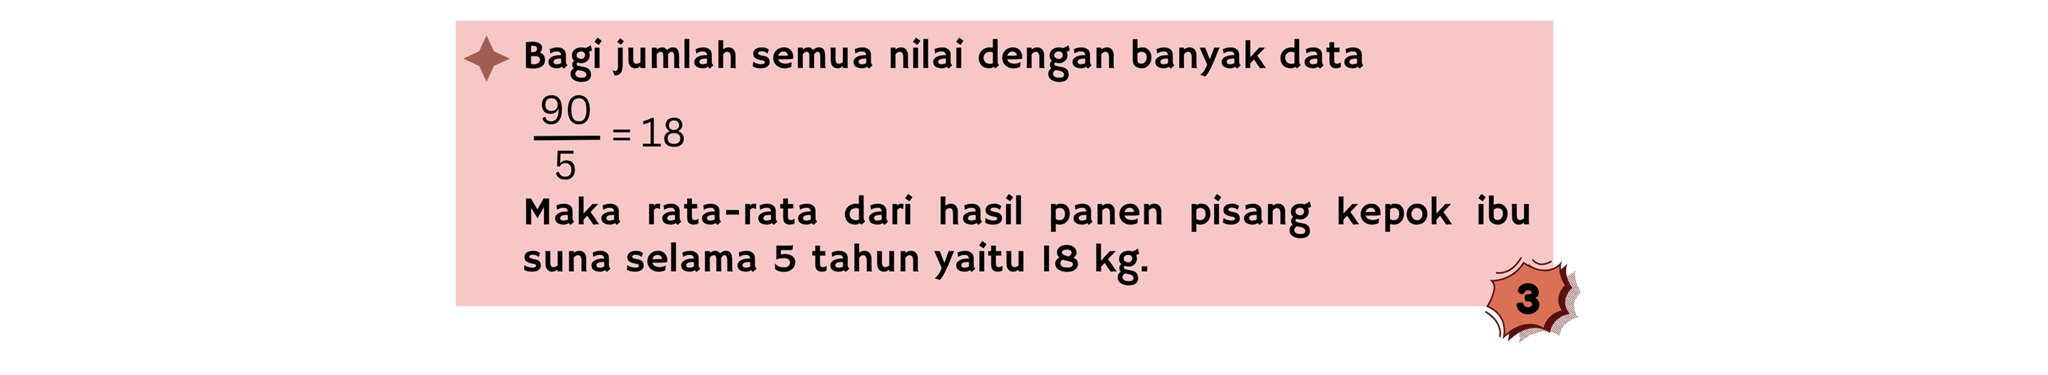 Bagi jumlah semua nilai dengan banyak data
90
5
= 18
Maka rata-rata dari hasil panen pisang kepok ibu
suna selama 5 tahun yaitu 18 kg.
3